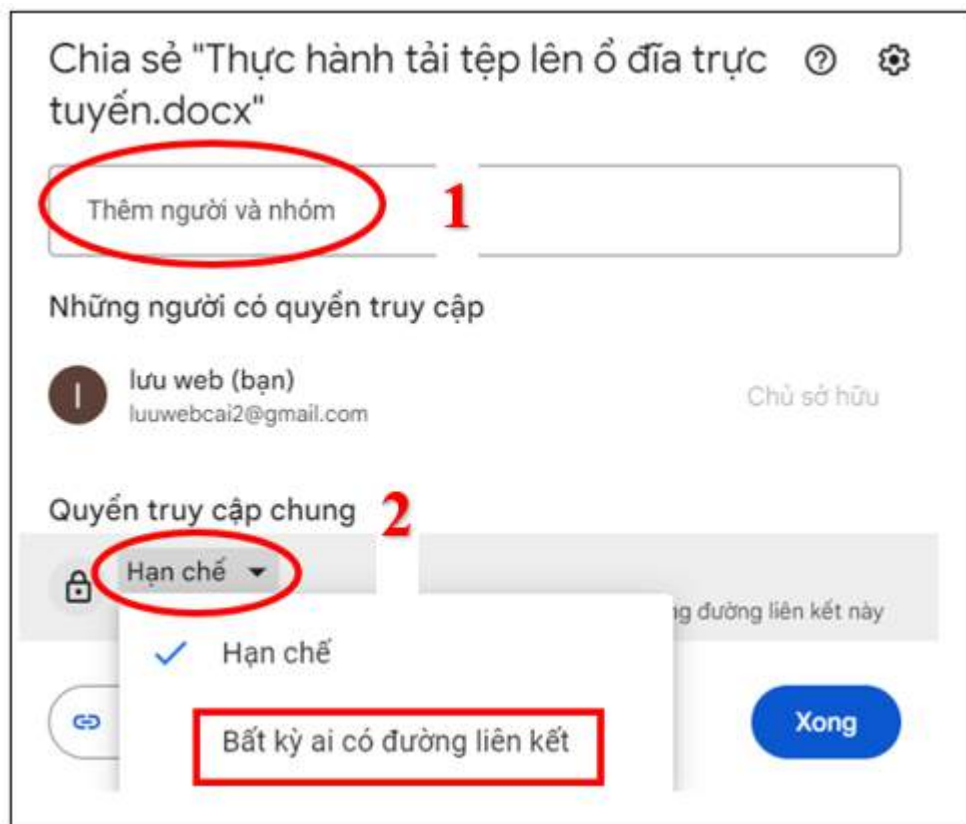 Chia sẻ "Thực hành tải tệp lên ổ đĩa trực
tuyến.docx"
Thêm người và nhóm
1
Những người có quyền truy cập
l
lưu web (bạn)
luuwebcai2@gmail.com
Chủ sở hữu
Quyền truy cập chung
2
Hạn chế
đường liên kết này
Hạn chế
Bất kỳ ai có đường liên kết
Xong